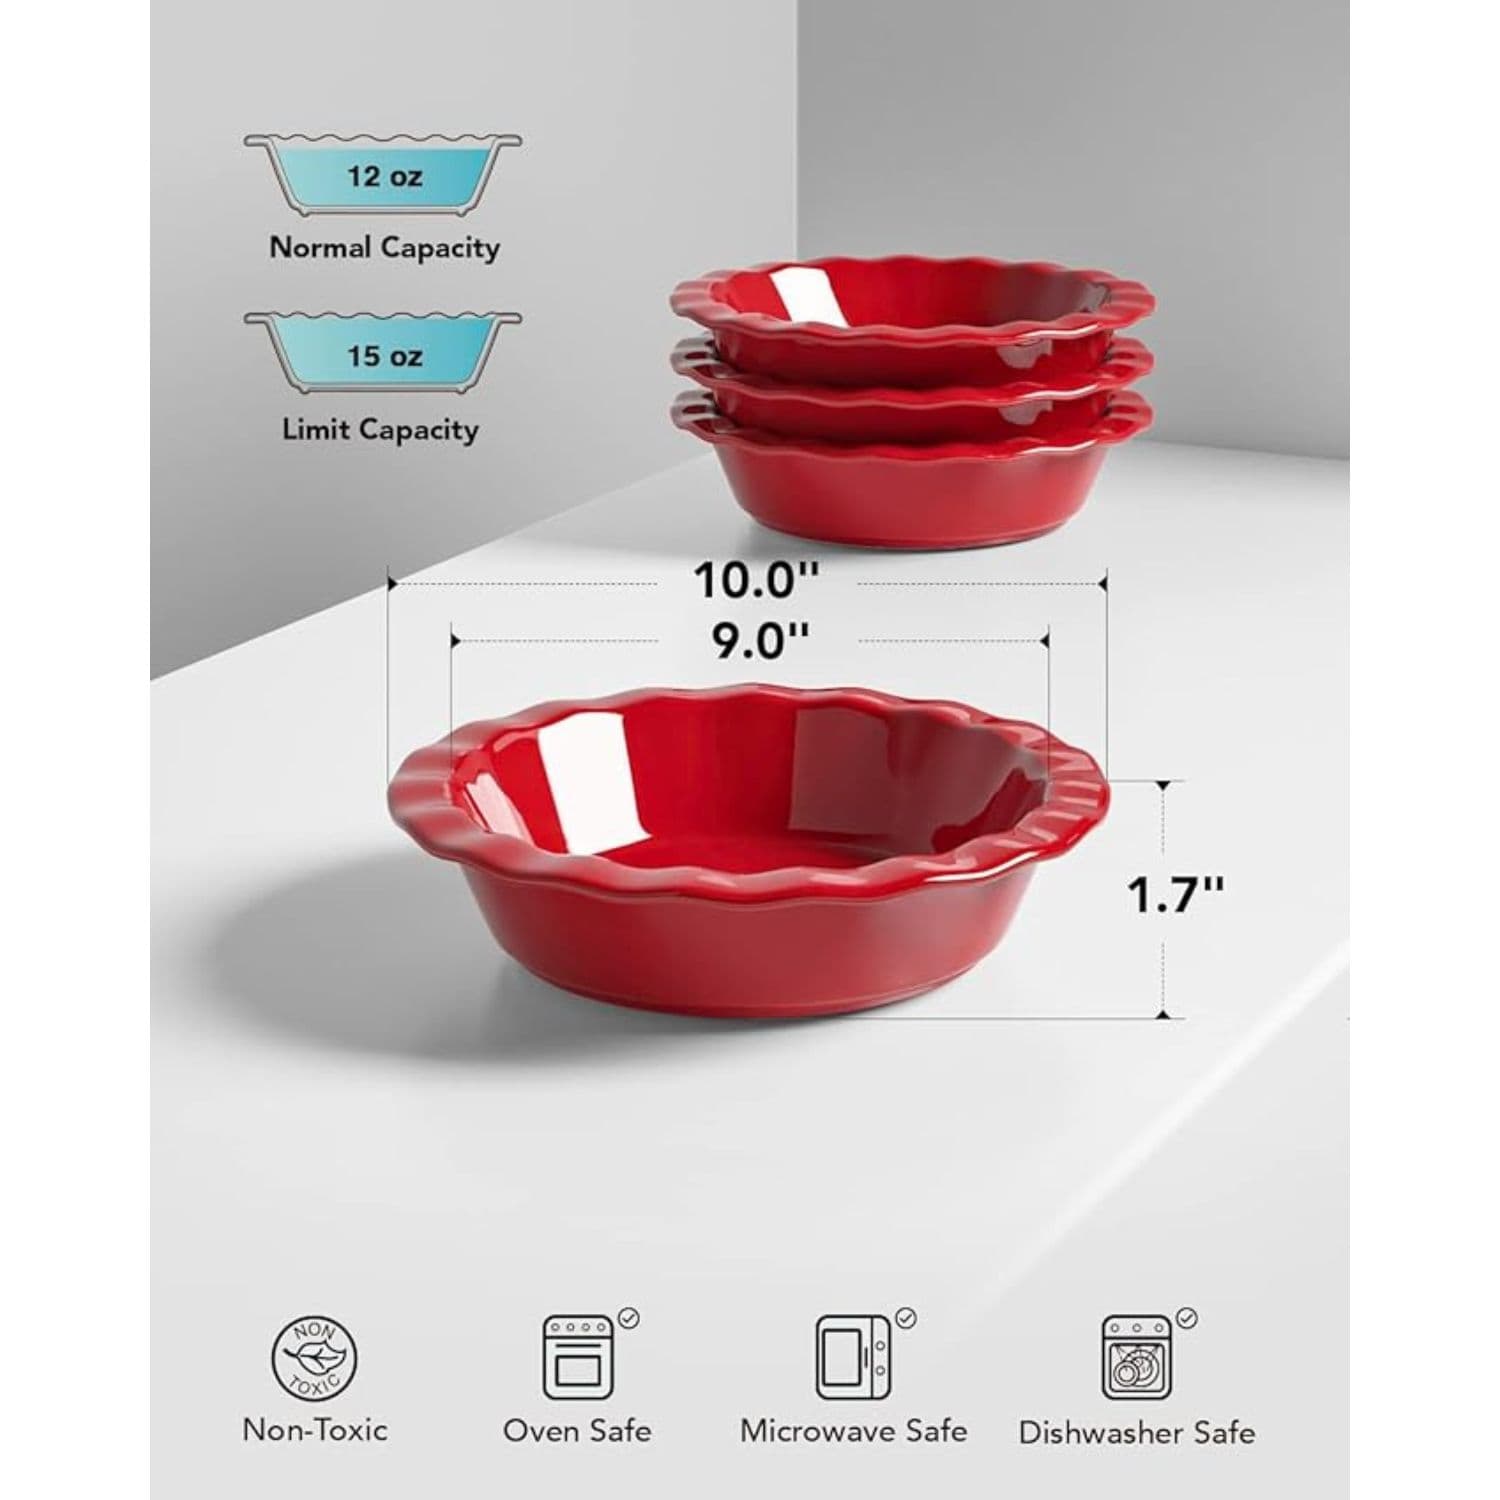 12 oz
Normal Capacity
15 oz
Limit Capacity
10.0"
9.0"
1.7"
NON
TOXIC
Non-Toxic
Oven Safe
Microwave Safe
Dishwasher Safe